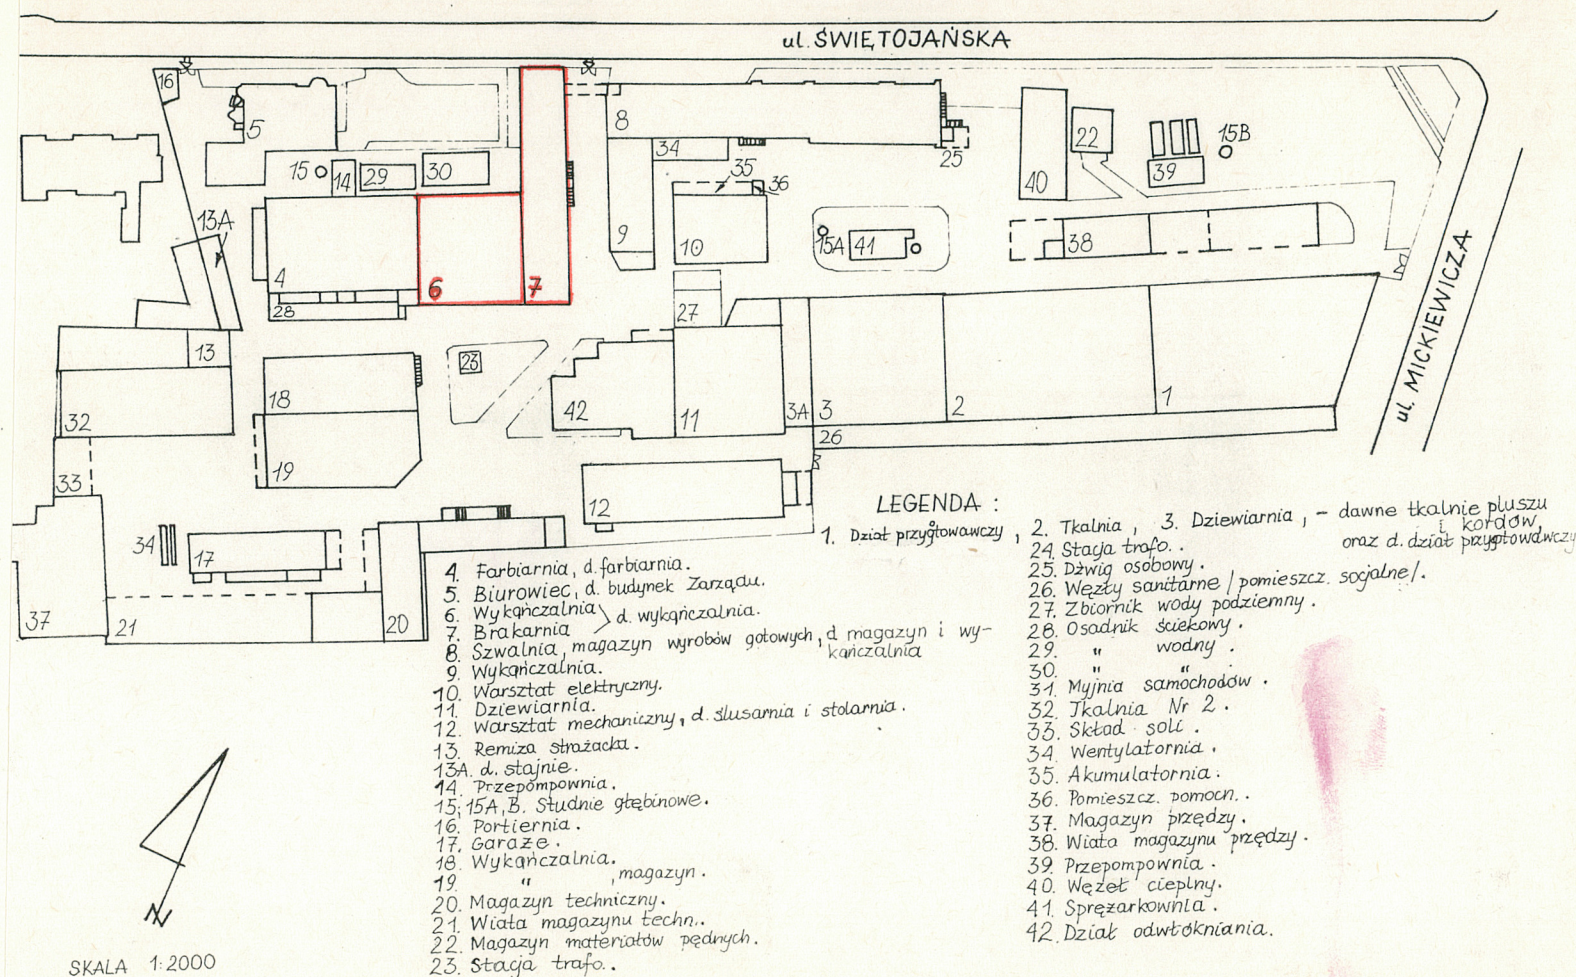 ul. ŚWIĘTOJAŃSKA
16
5
8
22
15B
34
25
15
14
29
30
35
36
40
39
13A
9
10
15A
41
38
4
6
7
28
27
ul. MICKIEWICZA
13
23
18
42
11
3A
3
2
1
32
26
19
33
12
34
17
37
21
20
LEGENDA :
1. Dział przygotowawczy , 2. Tkalnia , 3. Dziewiarnia , – dawne tkalnie pluszu
i kordów,
oraz d. dział przygotowawczy
4. Farbiarnia, d. farbiarnia.
5. Biurowiec, d. budynek Zarządu.
6. Wykańczalnia
7. Brakarnia
d. wykańczalnia.
8. Szwalnia, magazyn wyrobów gotowych, d magazyn i wy-
kańczalnia
9. Wykańczalnia.
10. Warsztat elektryczny.
11. Dziewiarnia.
12. Warsztat mechaniczny, d. ślusarnia i stolarnia.
13. Remiza strażacka.
13A. d. stajnie.
14. Przepompownia.
15; 15A, B. Studnie głębinowe.
16. Portiernia.
17. Garaże.
18. Wykańczalnia.
19. " , magazyn.
20. Magazyn techniczny.
21. Wiata magazynu techn..
22. Magazyn materiałów pędnych.
23. Stacja trafo..
24. Stacja trafo..
25. Dźwig osobowy.
26. Węzły sanitarne /pomieszcz. socjalne/.
27. Zbiornik wody podziemny.
28. Osadnik ściekowy.
29. " wodny .
30. " " .
31. Myjnia samochodów .
32. Tkalnia Nr 2.
33. Skład soli.
34. Wentylatornia.
35. Akumulatornia.
36. Pomieszcz. pomocn..
37. Magazyn przędzy.
38. Wiata magazynu przędzy.
39. Przepompownia.
40. Węzeł cieplny.
41. Sprężarkownia.
42. Dział odwłókniania.
N
SKALA 1:2000